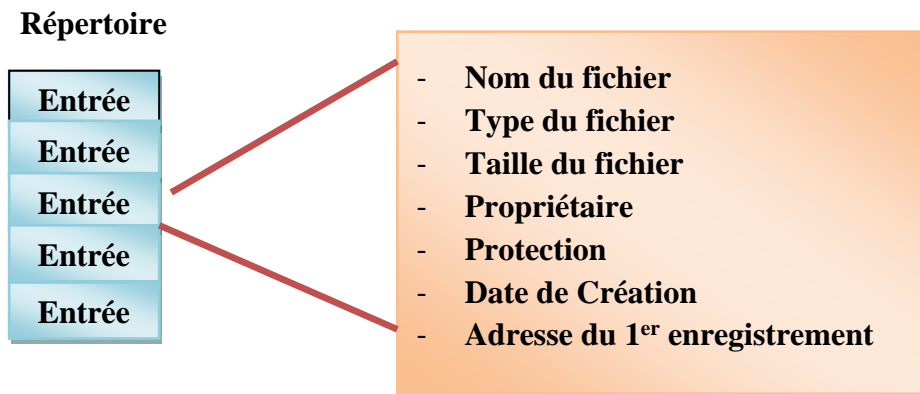 Répertoire
Entrée
Entrée
Entrée
Entrée
Entrée
- Nom du fichier
- Type du fichier
- Taille du fichier
- Propriétaire
- Protection
- Date de Création
- Adresse du 1er enregistrement